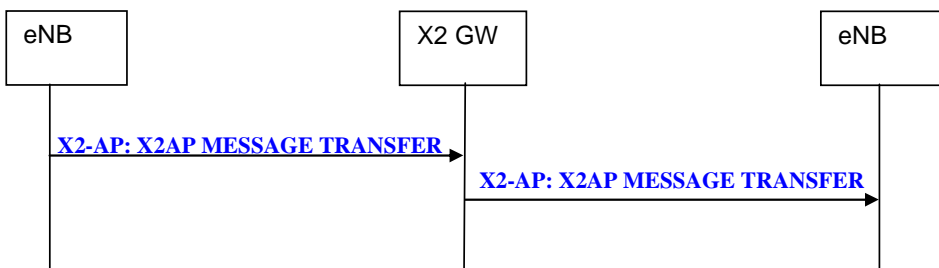 eNB
X2 GW
eNB
X2-AP: X2AP MESSAGE TRANSFER
X2-AP: X2AP MESSAGE TRANSFER